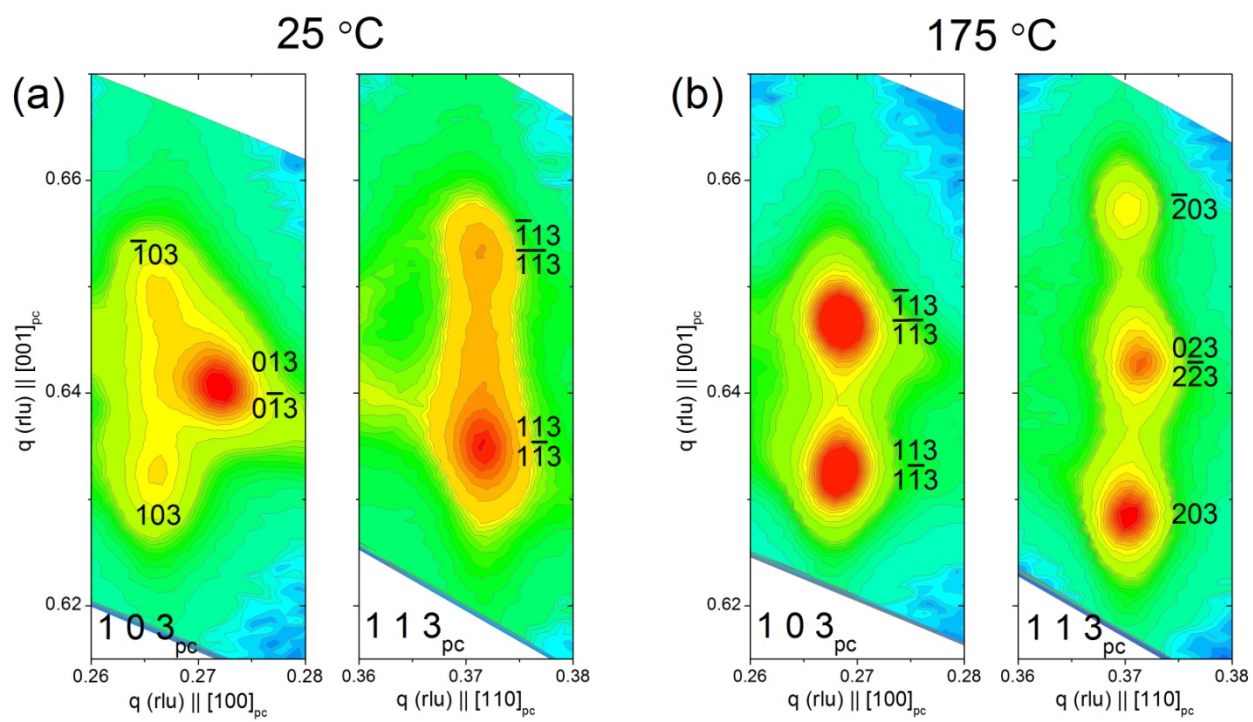 25 °C
175 °C
(a)
(b)
0.66
0.64
0.62
1̅03
013
01̅3
103
1 0 3pc
1̅13
1̅1̅3
113
11̅3
1 1 3pc
1̅13
1̅1̅3
113
11̅3
1 0 3pc
2̅03
023
22̅3
203
1 1 3pc
0.66
0.64
0.62
0.26 0.27 0.28
0.36 0.37 0.38
0.26 0.27 0.28
0.36 0.37 0.38
q (rlu) || [100]pc
q (rlu) || [110]pc
q (rlu) || [100]pc
q (rlu) || [110]pc
q (rlu) || [001]pc
q (rlu) || [001]pc